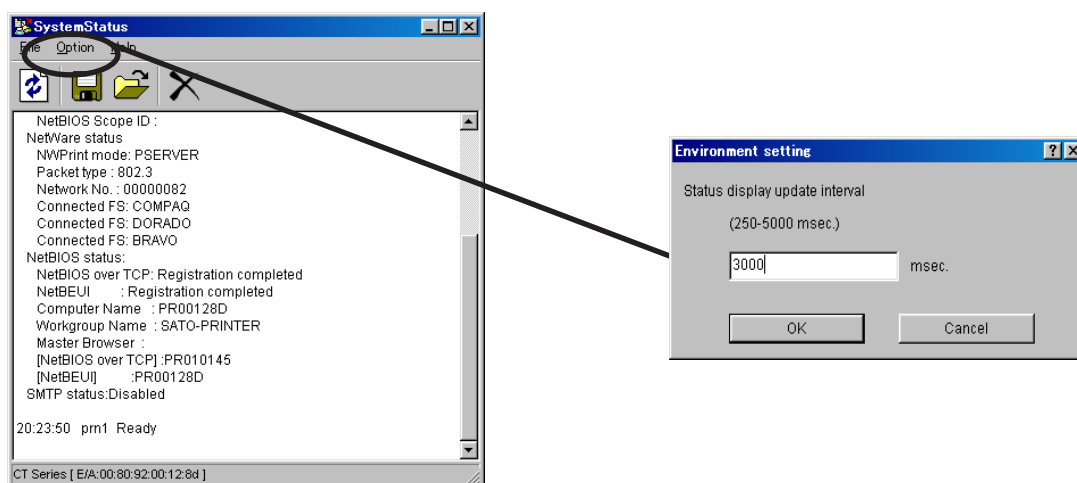 SystemStatus
File Option Help
NetBIOS Scope ID :
NetWare status
NWPrint mode: PSERVER
Packet type : 802.3
Network No. : 00000082
Connected FS: COMPAQ
Connected FS: DORADO
Connected FS: BRAVO
NetBIOS status:
NetBIOS over TCP: Registration completed
NetBEUI : Registration completed
Computer Name : PR00128D
Workgroup Name : SATO-PRINTER
Master Browser :
[NetBIOS over TCP] :PR010145
[NetBEUI] :PR00128D
SMTP status:Disabled
20:23:50 prn1 Ready
CT Series [ E/A:00:80:92:00:12:8d ]
Environment setting
Status display update interval
(250-5000 msec.)
3000 msec.
OK Cancel